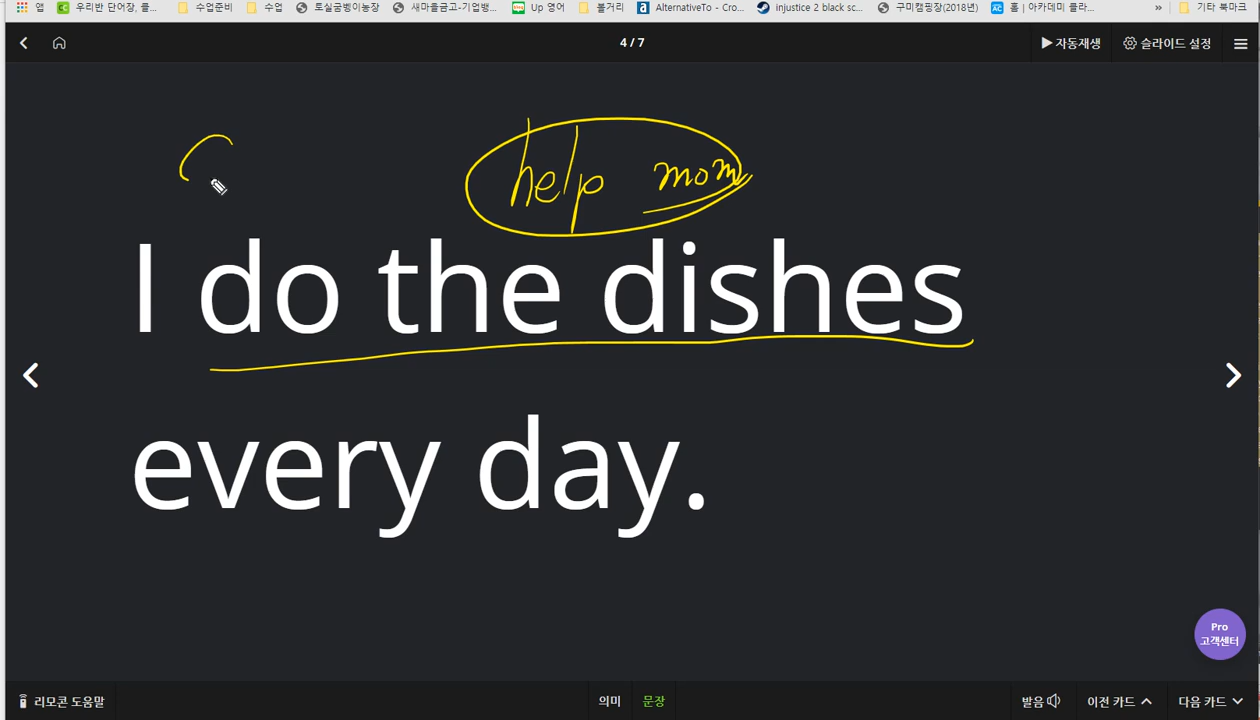 앱 우리반 단어장, 클... 수업준비 수업 토실굼벵이농장 새마을금고-기업뱅... Up 영어 볼거리 AlternativeTo - Cro... injustice 2 black sc... 구미캠핑장(2018년) 홈 | 아카데미 클라... » 기타 북마크
4 / 7 자동재생 슬라이드 설정
help mom
I do the dishes
every day.
Pro
고객센터
리모콘 도움말 의미 문장 발음 이전 카드 다음 카드